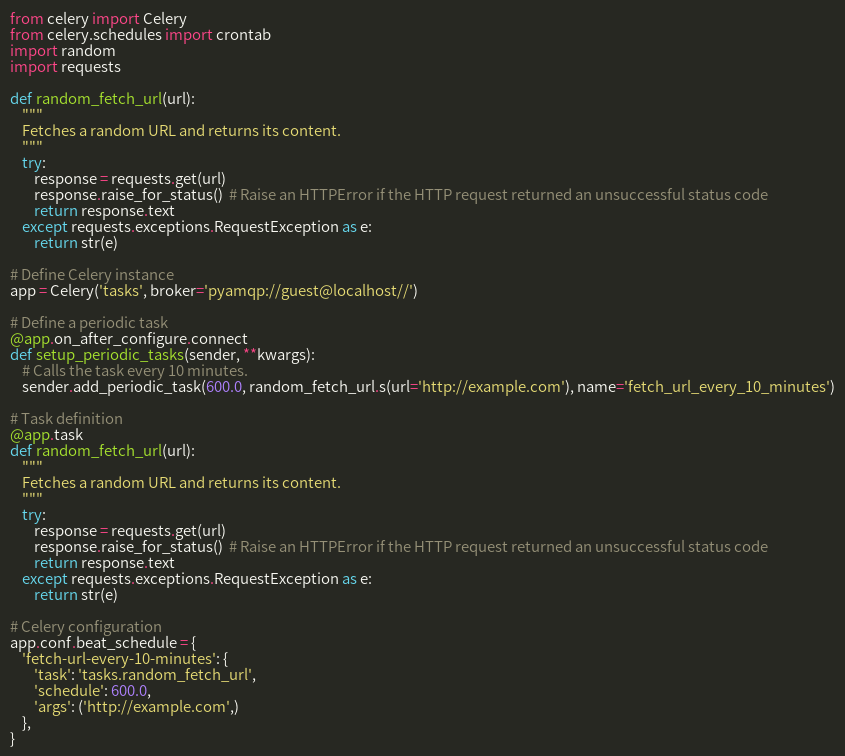 from celery import Celery
from celery.schedules import crontab
import random
import requests

def random_fetch_url(url):
    """
    Fetches a random URL and returns its content.
    """
    try:
        response = requests.get(url)
        response.raise_for_status()  # Raise an HTTPError if the HTTP request returned an unsuccessful status code
        return response.text
    except requests.exceptions.RequestException as e:
        return str(e)

# Define Celery instance
app = Celery('tasks', broker='pyamqp://guest@localhost//')

# Define a periodic task
@app.on_after_configure.connect
def setup_periodic_tasks(sender, **kwargs):
    # Calls the task every 10 minutes.
    sender.add_periodic_task(600.0, random_fetch_url.s(url='http://example.com'), name='fetch_url_every_10_minutes')

# Task definition
@app.task
def random_fetch_url(url):
    """
    Fetches a random URL and returns its content.
    """
    try:
        response = requests.get(url)
        response.raise_for_status()  # Raise an HTTPError if the HTTP request returned an unsuccessful status code
        return response.text
    except requests.exceptions.RequestException as e:
        return str(e)

# Celery configuration
app.conf.beat_schedule = {
    'fetch-url-every-10-minutes': {
        'task': 'tasks.random_fetch_url',
        'schedule': 600.0,
        'args': ('http://example.com',)
    },
}